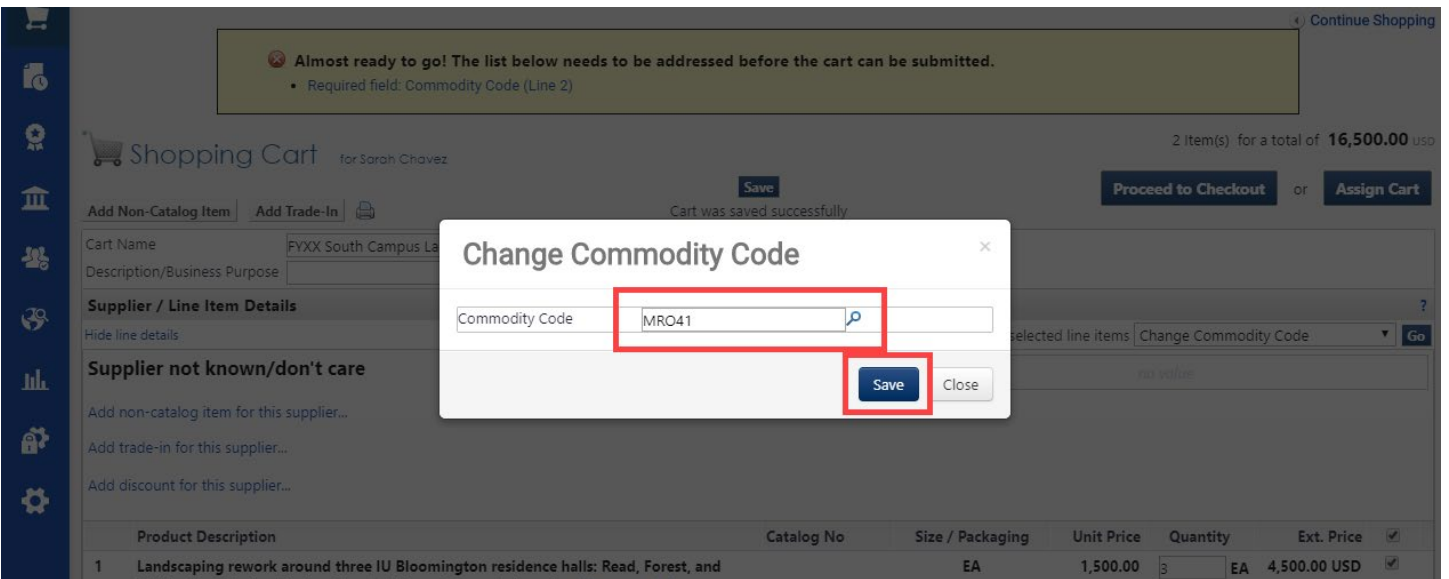 Continue Shopping
Almost ready to go! The list below needs to be addressed before the cart can be submitted.
• Required field: Commodity Code (Line 2)
Shopping Cart for Sarah Chavez
2 Item(s) for a total of 16,500.00 USD
Save
Proceed to Checkout or Assign Cart
Add Non-Catalog Item Add Trade-In
Cart was saved successfully
Cart Name FYXX South Campus La
Description/Business Purpose
Change Commodity Code ×
Supplier / Line Item Details ?
Commodity Code MRO41
Hide line details
selected line items Change Commodity Code Go
Supplier not known/don't care
no value
Save Close
Add non-catalog item for this supplier...
Add trade-in for this supplier...
Add discount for this supplier...
Product Description Catalog No Size / Packaging Unit Price Quantity Ext. Price
1 Landscaping rework around three IU Bloomington residence halls: Read, Forest, and EA 1,500.00 3 EA 4,500.00 USD